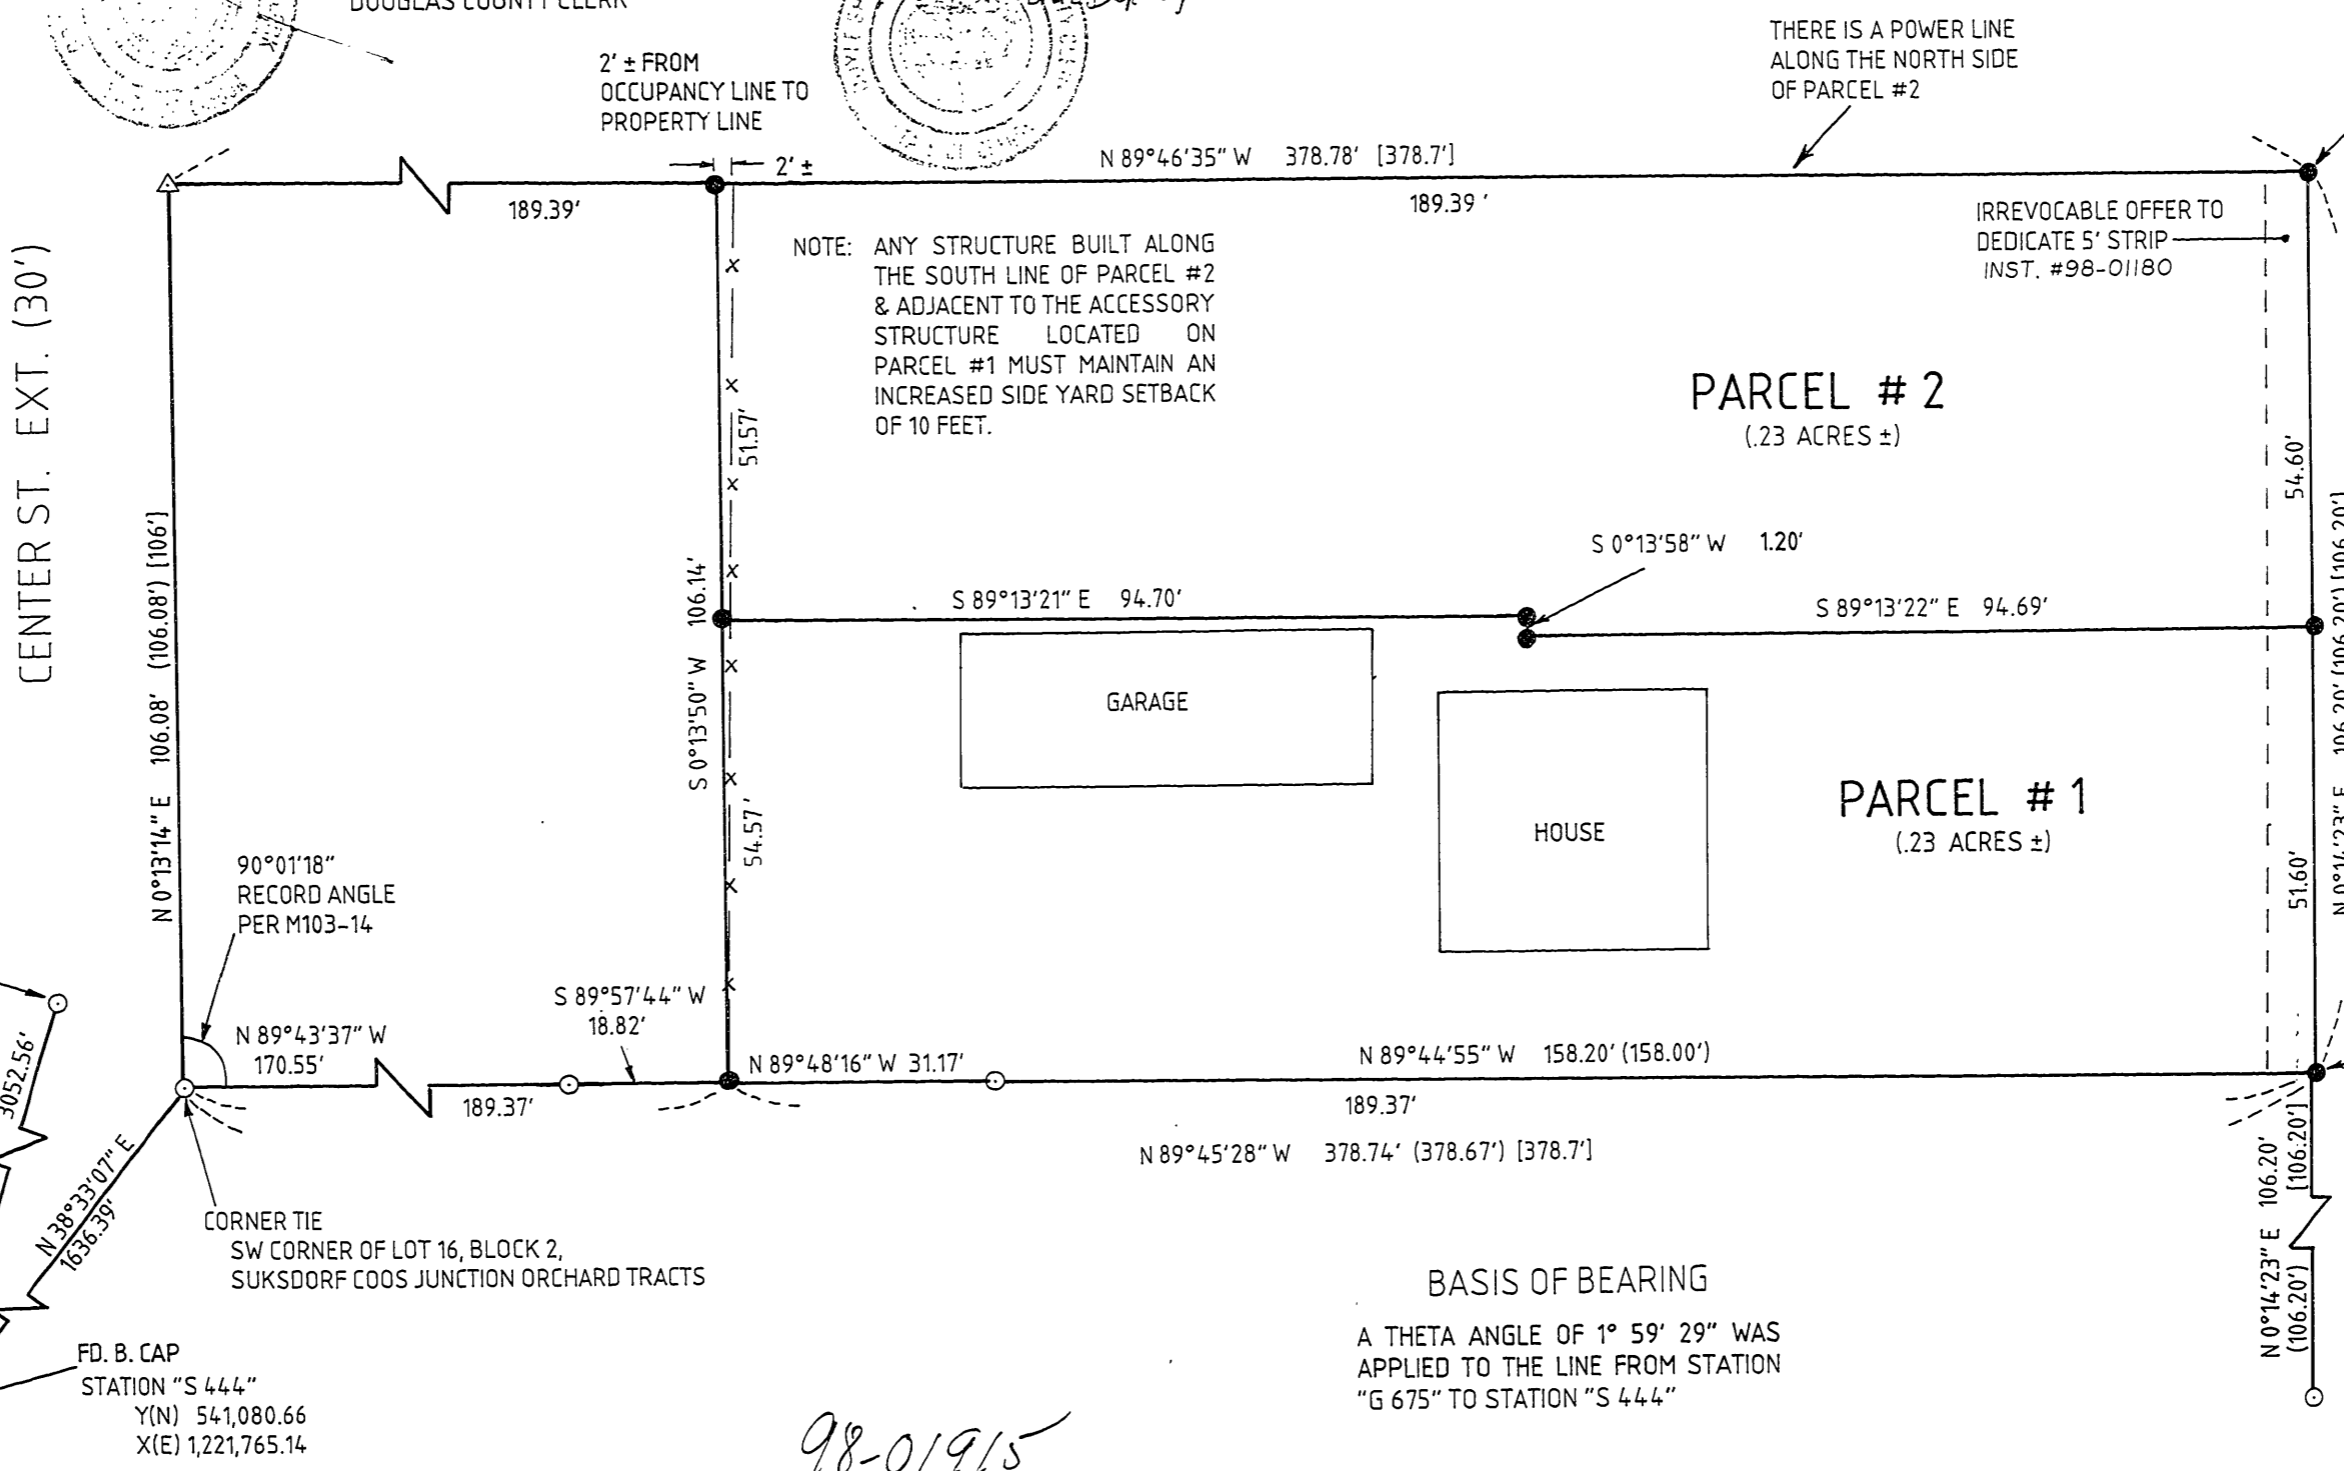 DOUGLAS COUNTY CLERK
2' ± FROM
OCCUPANCY LINE TO
PROPERTY LINE
2' ±
THERE IS A POWER LINE
ALONG THE NORTH SIDE
OF PARCEL #2
N 89°46'35" W 378.78' [378.7']
189.39'
189.39'
IRREVOCABLE OFFER TO
DEDICATE 5' STRIP
INST. #98-01180
NOTE: ANY STRUCTURE BUILT ALONG
THE SOUTH LINE OF PARCEL #2
& ADJACENT TO THE ACCESSORY
STRUCTURE LOCATED ON
PARCEL #1 MUST MAINTAIN AN
INCREASED SIDE YARD SETBACK
OF 10 FEET.
CENTER ST. EXT. (30')
N 0°13'14" E 106.08' (106.08') [106']
51.57'
S 0°13'50" W 106.14'
54.57'
PARCEL # 2
(.23 ACRES ±)
54.60'
N 0°14'23" E 106.20' (106.20') [106.20']
S 0°13'58" W 1.20'
S 89°13'21" E 94.70'
S 89°13'22" E 94.69'
GARAGE
HOUSE
PARCEL # 1
(.23 ACRES ±)
51.60'
90°01'18"
RECORD ANGLE
PER M103-14
S 89°57'44" W
18.82'
N 89°43'37" W
170.55'
N 89°48'16" W 31.17'
N 89°44'55" W 158.20' (158.00')
189.37'
189.37'
N 89°45'28" W 378.74' (378.67') [378.7']
3052.56'
N 38°33'07" E
1636.39'
CORNER TIE
SW CORNER OF LOT 16, BLOCK 2,
SUKSDORF COOS JUNCTION ORCHARD TRACTS
N 0°14'23" E 106.20'
(106.20') [106.20']
BASIS OF BEARING
A THETA ANGLE OF 1° 59' 29" WAS
APPLIED TO THE LINE FROM STATION
"G 675" TO STATION "S 444"
FD. B. CAP
STATION "S 444"
Y(N) 541,080.66
X(E) 1,221,765.14
98-01915